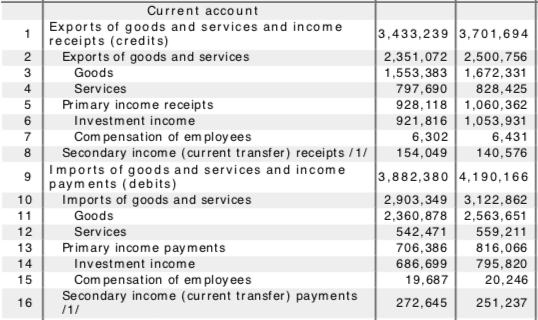 Current account
1 Exports of goods and services and income
receipts (credits) 3,433,239 3,701,694
2 Exports of goods and services 2,351,072 2,500,756
3 Goods 1,553,383 1,672,331
4 Services 797,690 828,425
5 Primary income receipts 928,118 1,060,362
6 Investment income 921,816 1,053,931
7 Compensation of employees 6,302 6,431
8 Secondary income (current transfer) receipts /1/ 154,049 140,576
9 Imports of goods and services and income
payments (debits) 3,882,380 4,190,166
10 Imports of goods and services 2,903,349 3,122,862
11 Goods 2,360,878 2,563,651
12 Services 542,471 559,211
13 Primary income payments 706,386 816,066
14 Investment income 686,699 795,820
15 Compensation of employees 19,687 20,246
16 Secondary income (current transfer) payments
/1/ 272,645 251,237